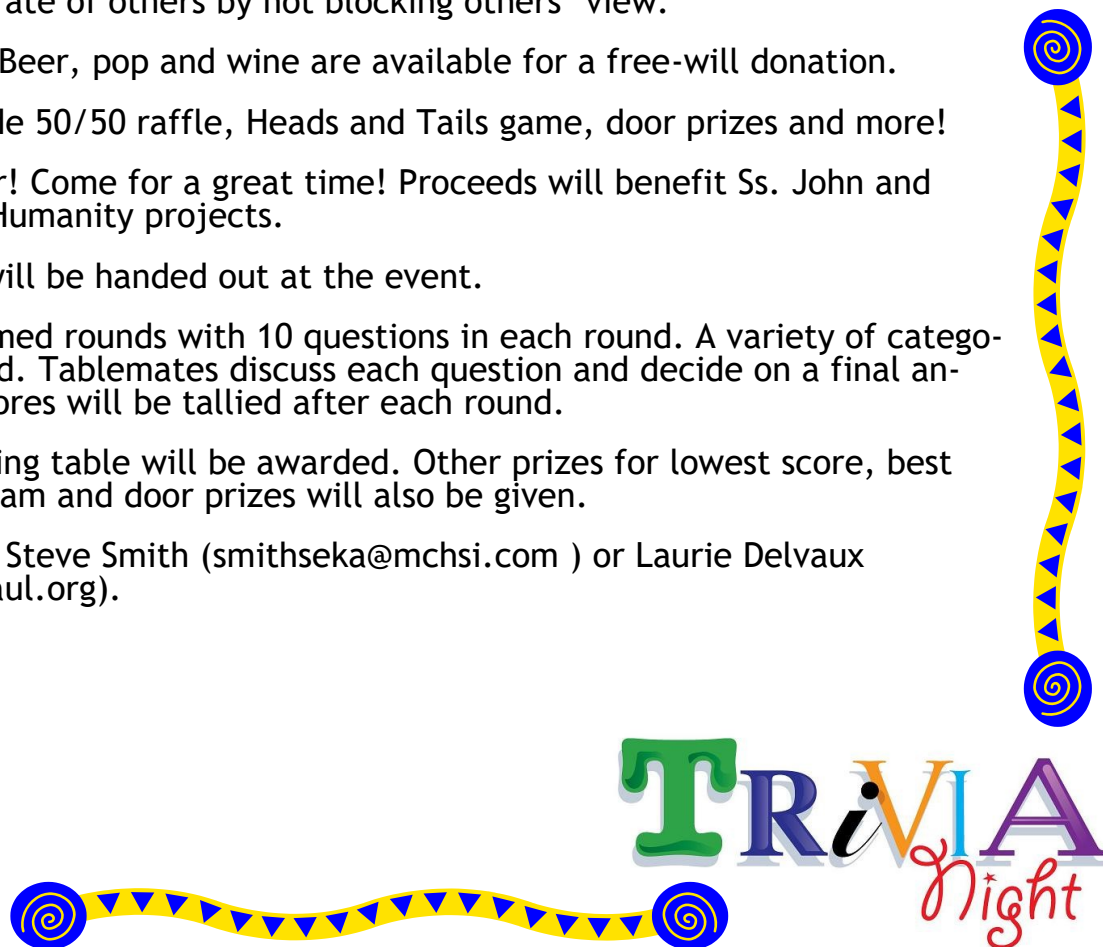 ate of others by not blocking others' view.
Beer, pop and wine are available for a free-will donation.
de 50/50 raffle, Heads and Tails game, door prizes and more!
r! Come for a great time! Proceeds will benefit Ss. John and
Humanity projects.
will be handed out at the event.
med rounds with 10 questions in each round. A variety of catego-
d. Tablemates discuss each question and decide on a final an-
ores will be tallied after each round.
ing table will be awarded. Other prizes for lowest score, best
am and door prizes will also be given.
Steve Smith (smithseka@mchsi.com ) or Laurie Delvaux
aul.org).
TRiVIA
Night